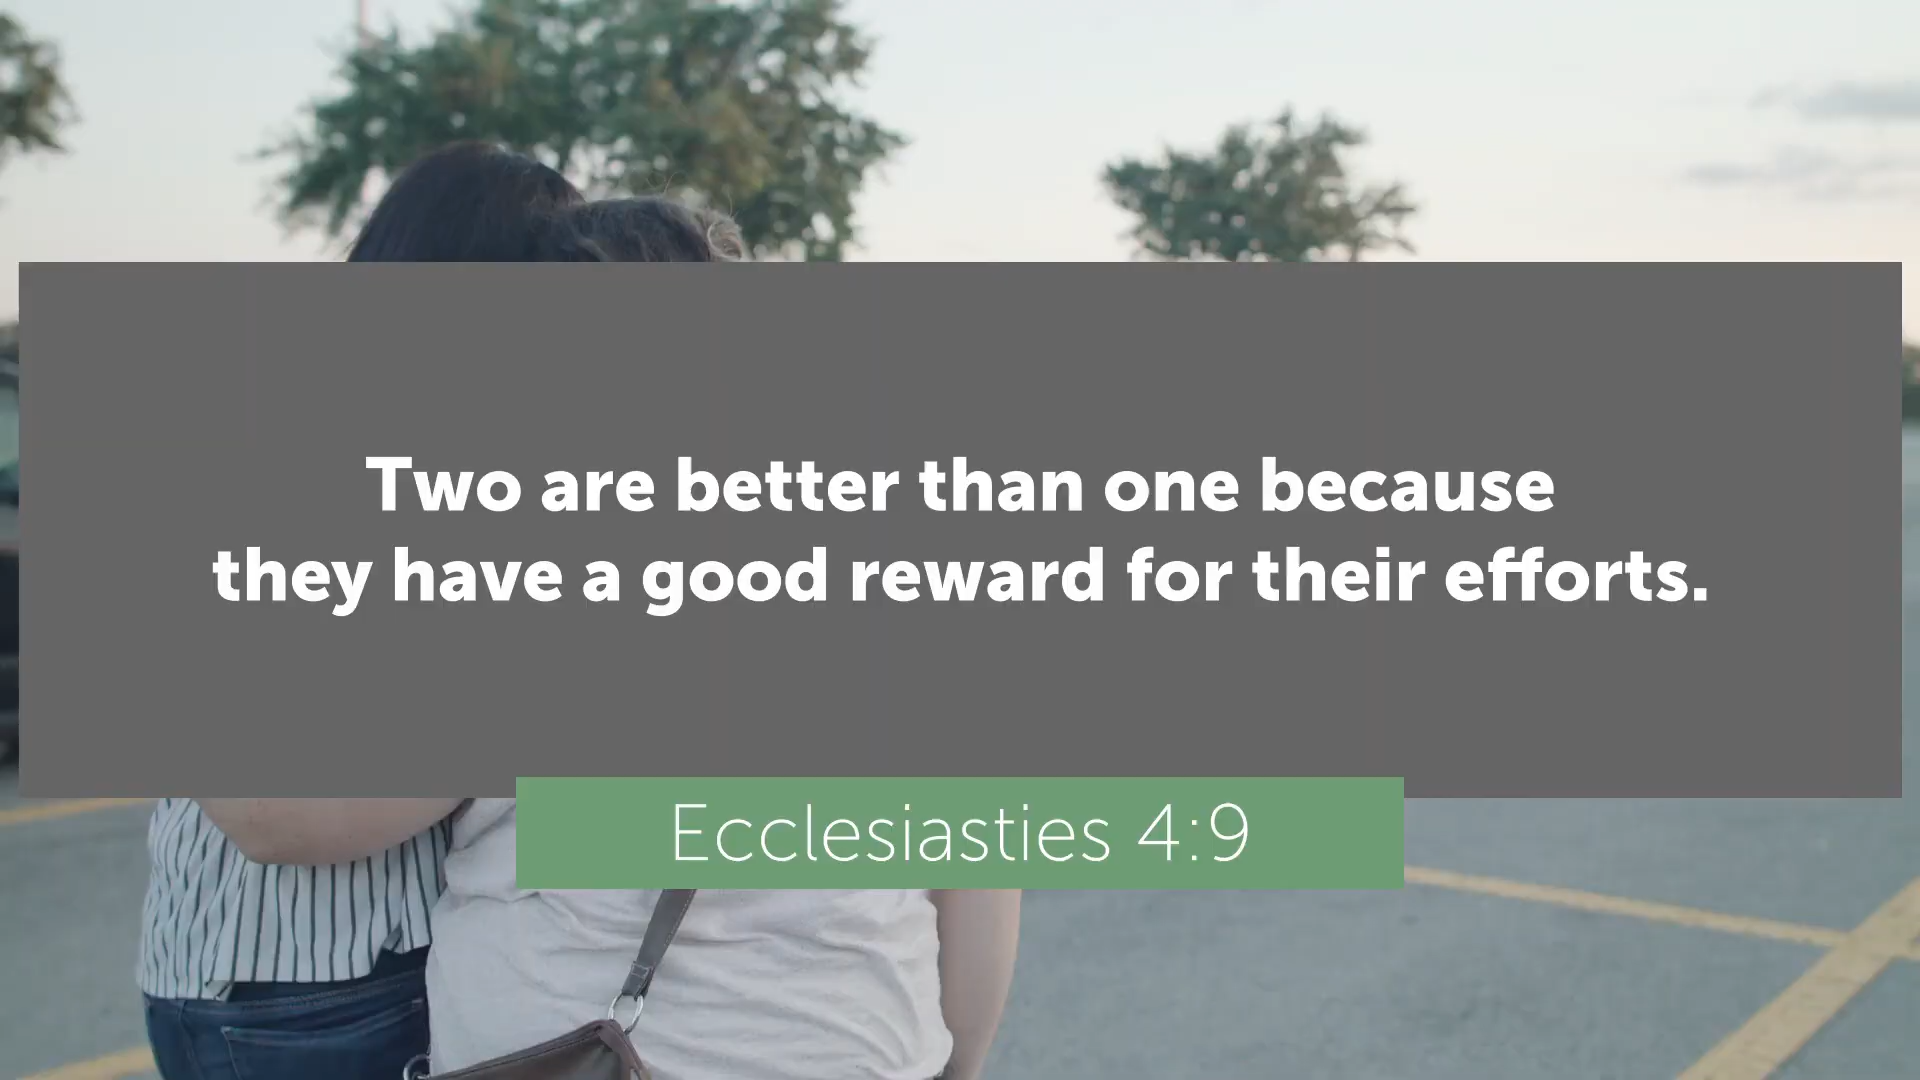 Two are better than one because
they have a good reward for their efforts.
Ecclesiasties 4:9